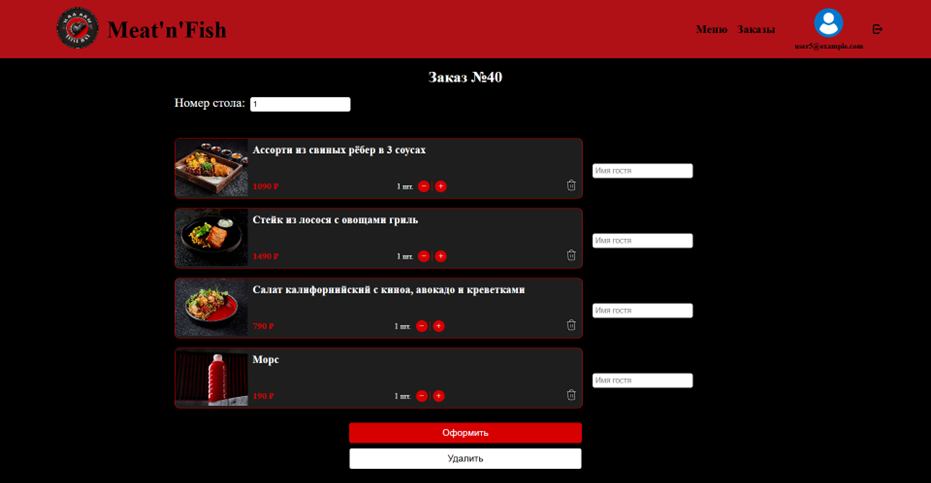 Meat'n'Fish
Меню Заказы
user5@example.com
Заказ №40
Номер стола: 1
Ассорти из свиных рёбер в 3 соусах
1090 ₽ 1 шт. − +
Имя гостя
Стейк из лосося с овощами гриль
1490 ₽ 1 шт. − +
Имя гостя
Салат калифорнийский с киноа, авокадо и креветками
790 ₽ 1 шт. − +
Имя гостя
Морс
190 ₽ 1 шт. − +
Имя гостя
Оформить
Удалить